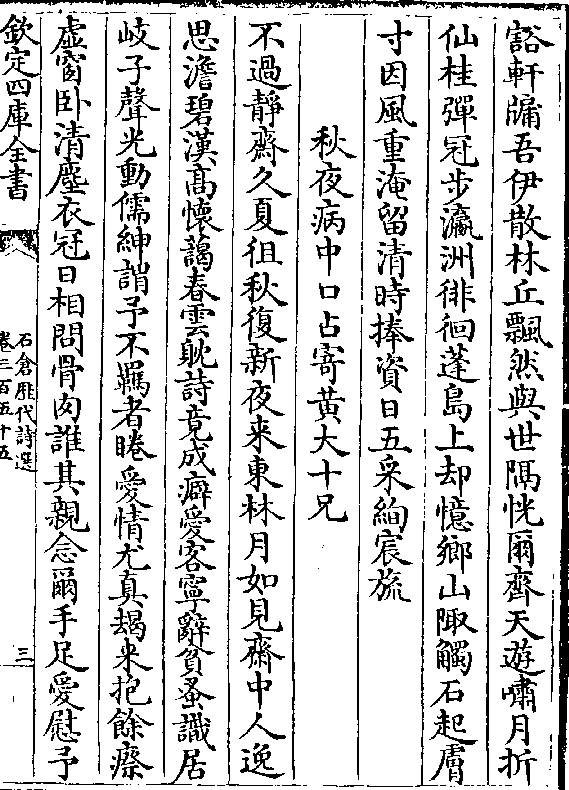 豁軒牖吾伊散林丘飄然與世隅恍爾齊天遊嘯月折
仙桂彈冠步瀛洲徘徊蓬島上却憶鄉山陬觸石起膚
寸因風重淹留清時捧資日五采絢宸旒
秋夜病中口占寄黄大十兄
不過靜齋久夏徂秋復新夜来東林月如見齋中人逸
思澹碧漢髙懷藹春雲耽詩竟成癖愛客寧辭貧蚤識居
岐子聲光動儒紳謂予不羈者睠愛情尤真朅来抱餘瘵
虚窗卧清塵衣冠日相問骨肉誰其親念爾手足愛慰予
欽定四庫全書
石倉歷代詩選
卷三百五十五
三